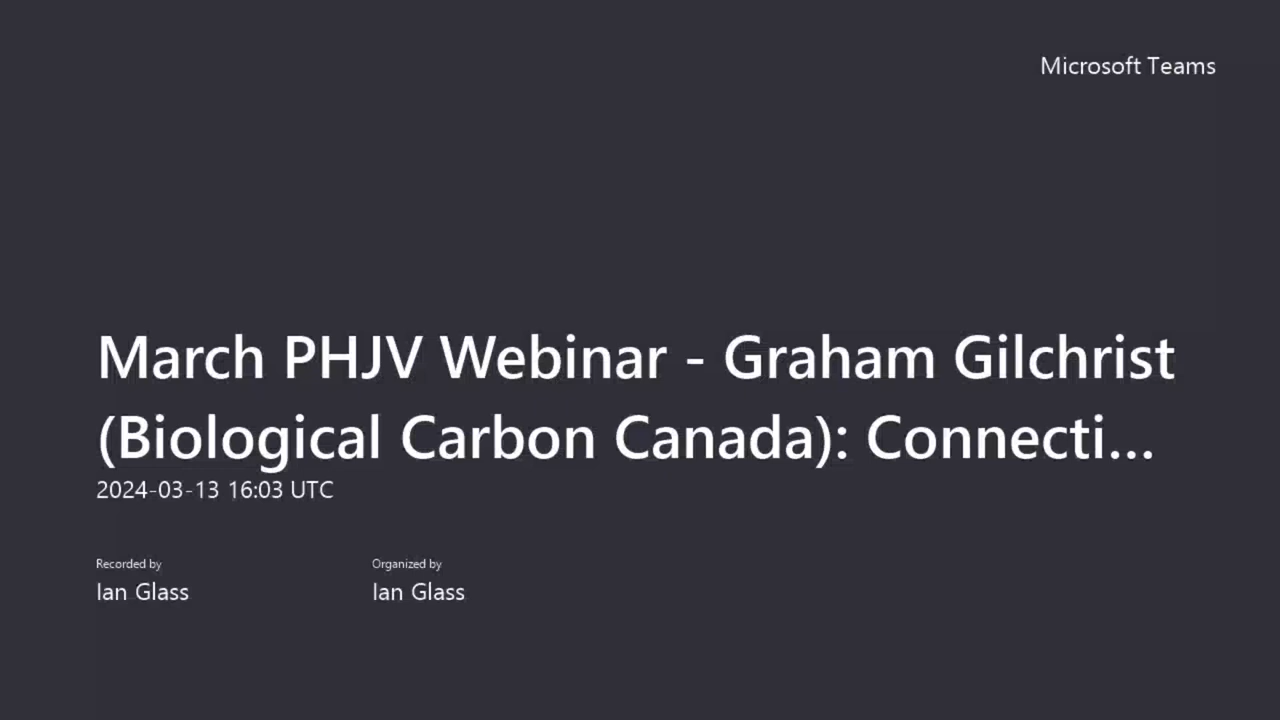 Microsoft Teams
March PHJV Webinar - Graham Gilchrist
(Biological Carbon Canada): Connecti...
2024-03-13 16:03 UTC
Recorded by
Organized by
Ian Glass
Ian Glass